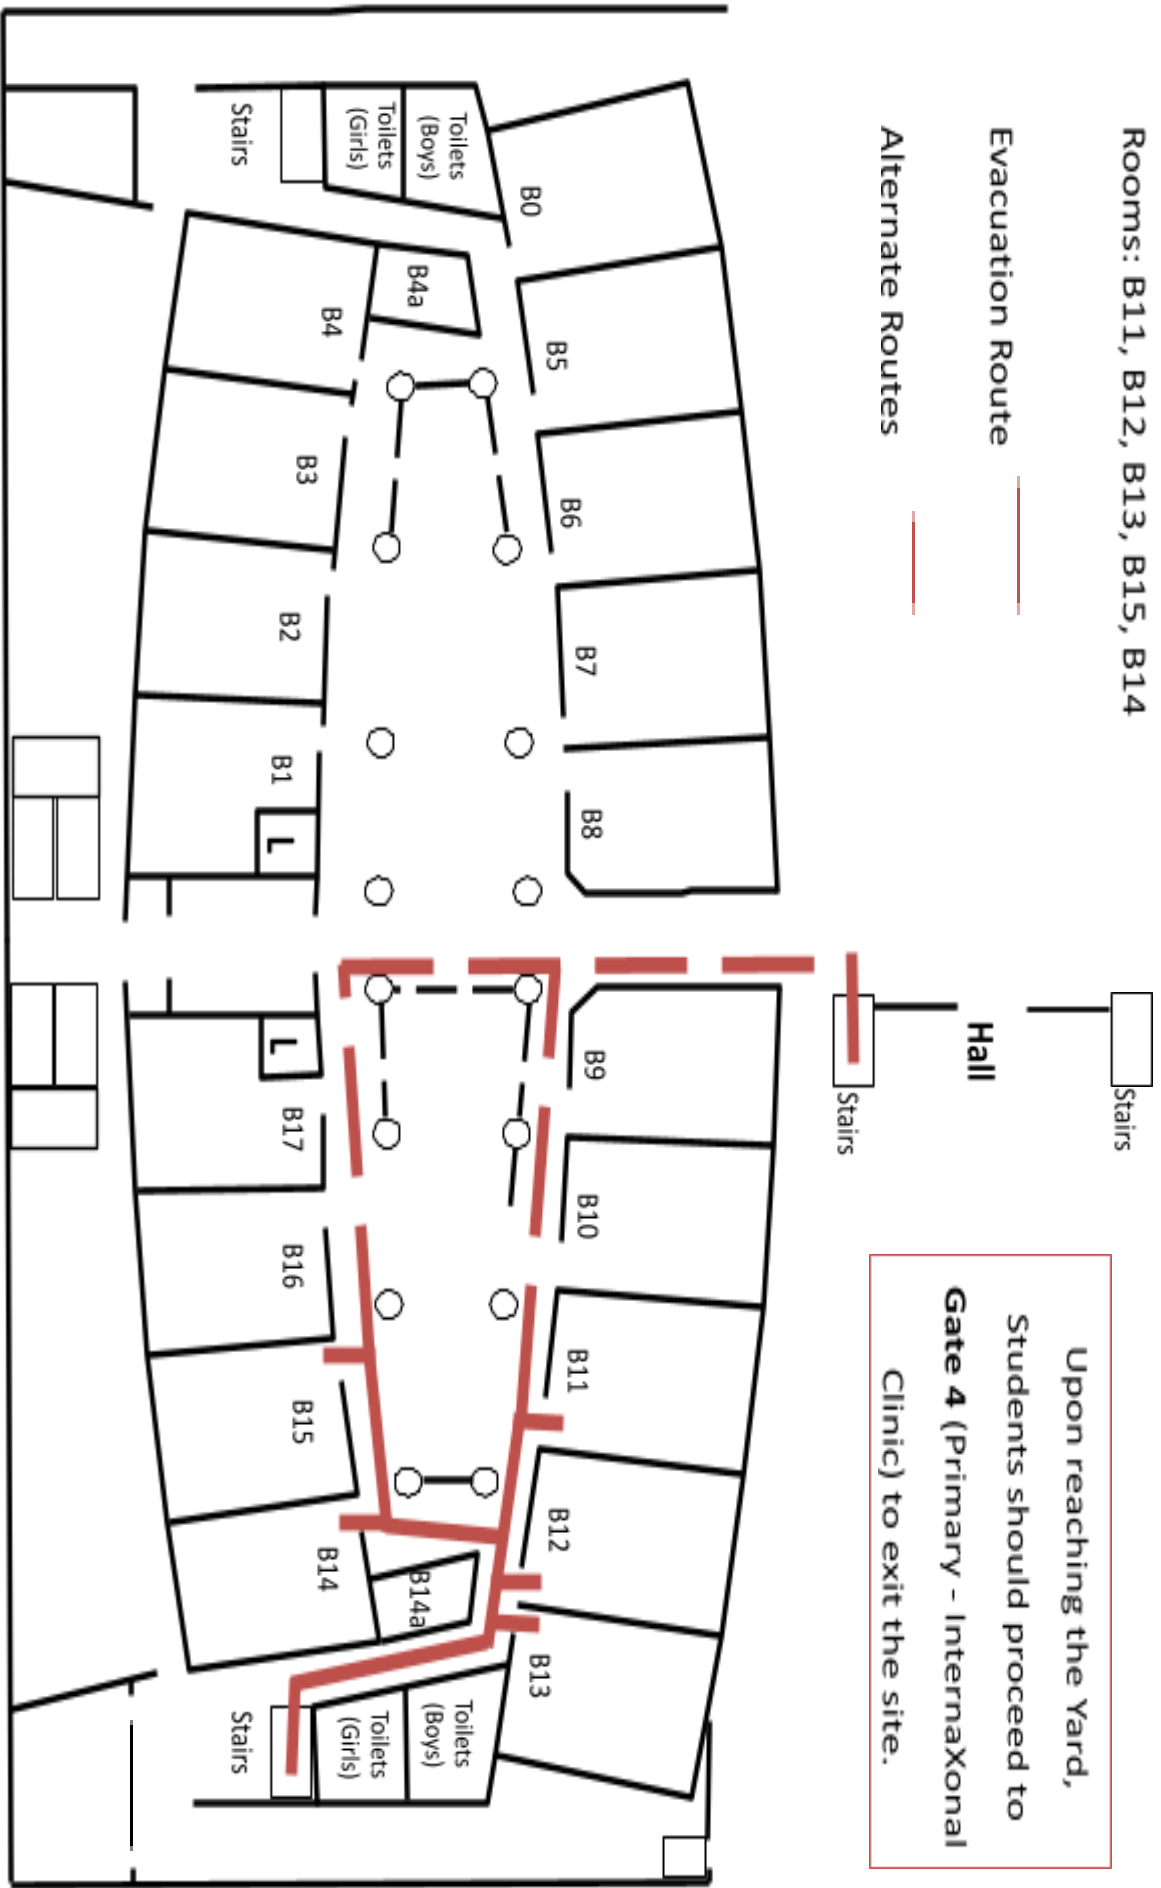 Rooms: B11, B12, B13, B15, B14
Evacuation Route
Alternate Routes
Upon reaching the Yard,
Students should proceed to
Gate 4 (Primary - InternaXonal
Clinic) to exit the site.
Stairs
Hall
Stairs
B0
B5
B6
B7
B8
B9
B10
B11
B12
B13
Toilets
(Boys)
Toilets
(Girls)
Stairs
B4a
B4
B3
B2
B1
L
L
B17
B16
B15
B14
B14a
Toilets
(Boys)
Toilets
(Girls)
Stairs